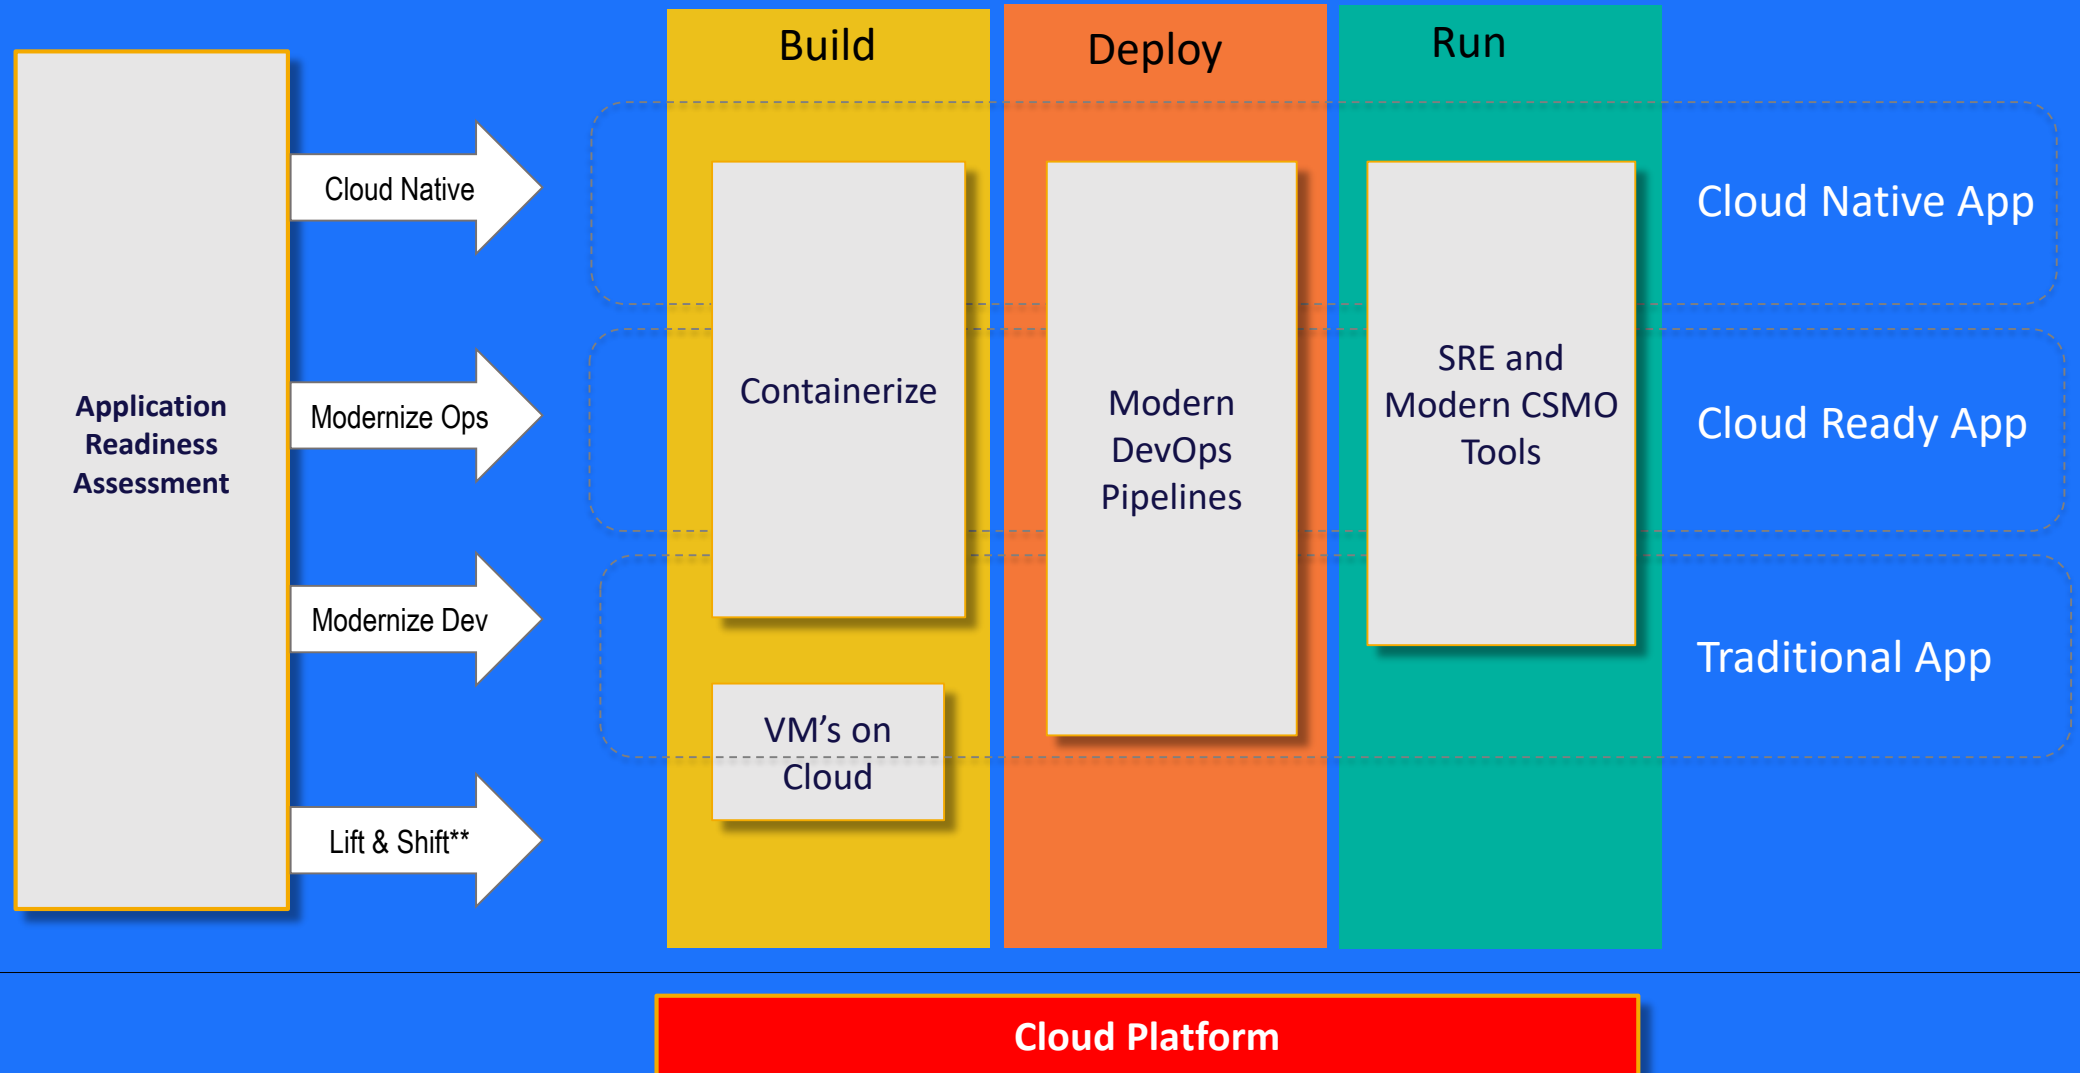 Build
Deploy
Run
Application
Readiness
Assessment
Cloud Native
Modernize Ops
Modernize Dev
Lift & Shift**
Containerize
VM's on
Cloud
Modern
DevOps
Pipelines
SRE and
Modern CSMO
Tools
Cloud Native App
Cloud Ready App
Traditional App
Cloud Platform